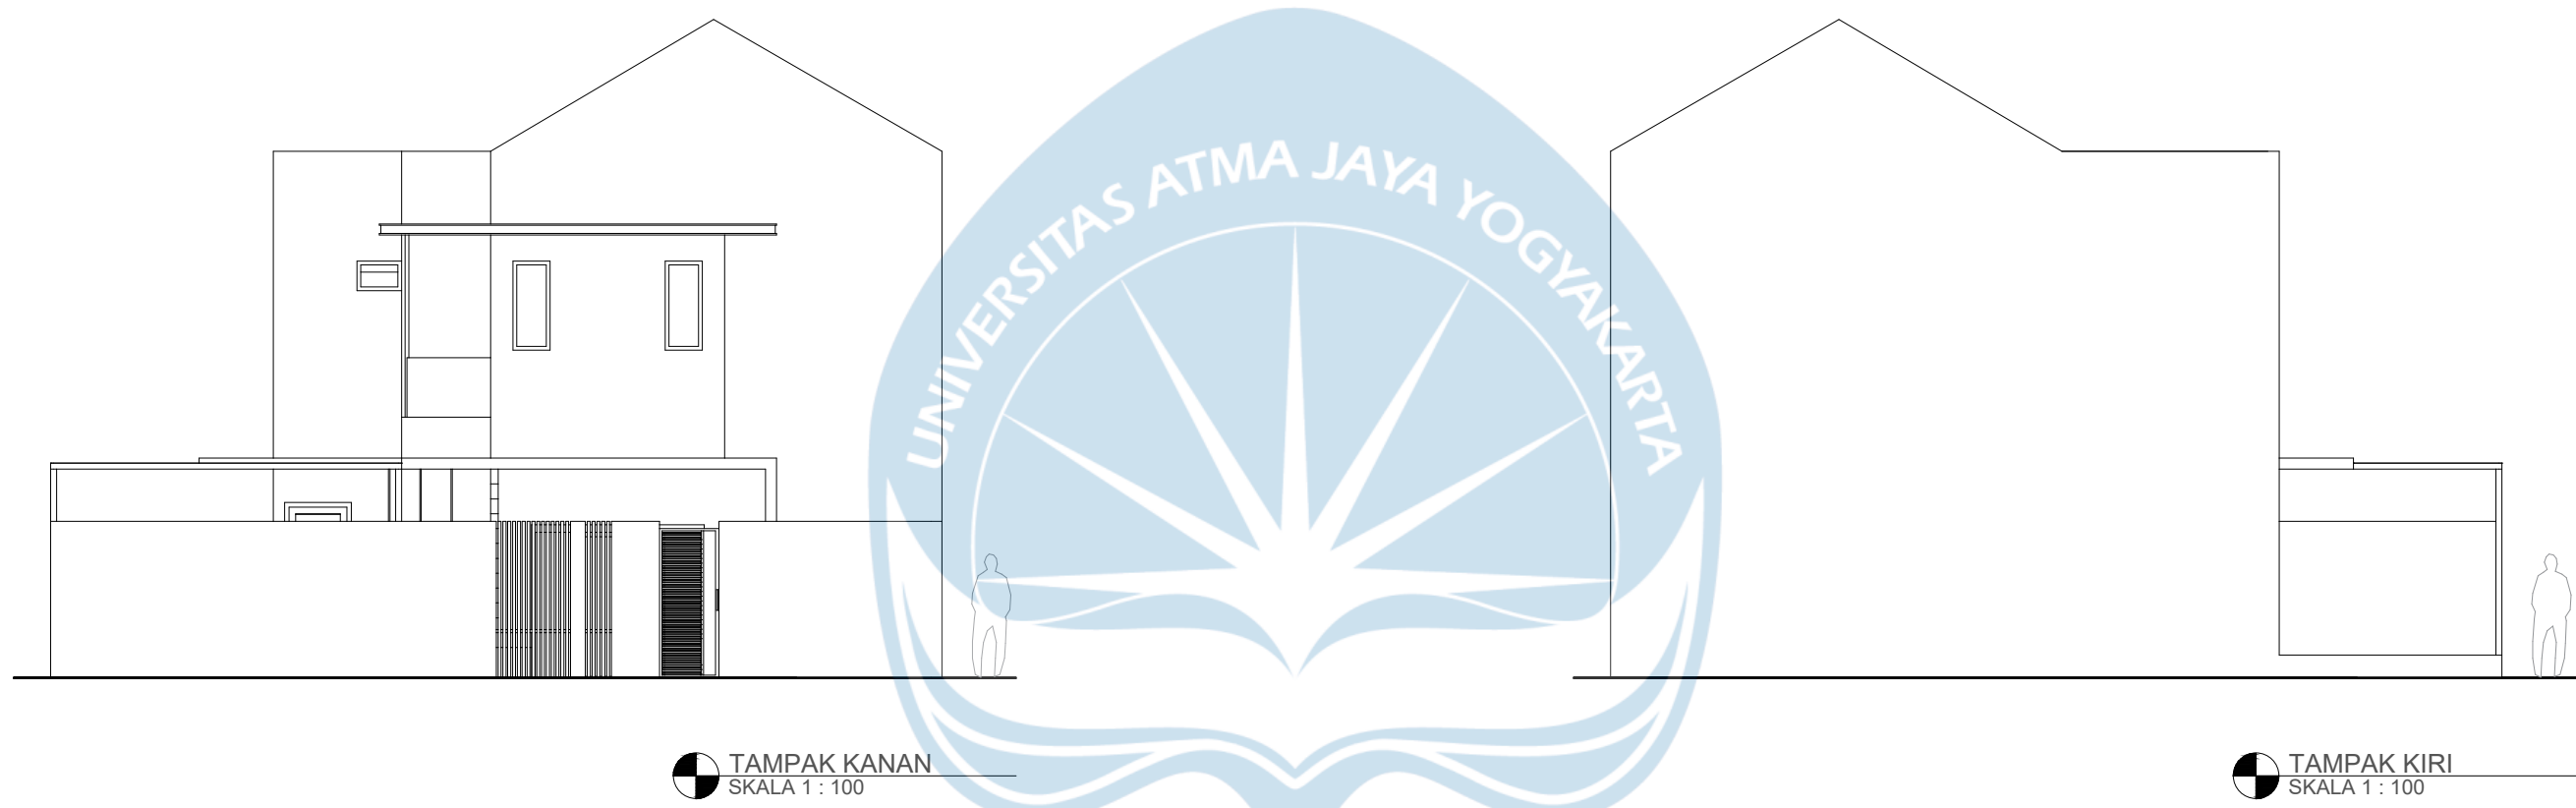 UNIVERSITAS ATMA JAYA YOGYAKARTA
TAMPAK KANAN
SKALA 1 : 100
TAMPAK KIRI
SKALA 1 : 100